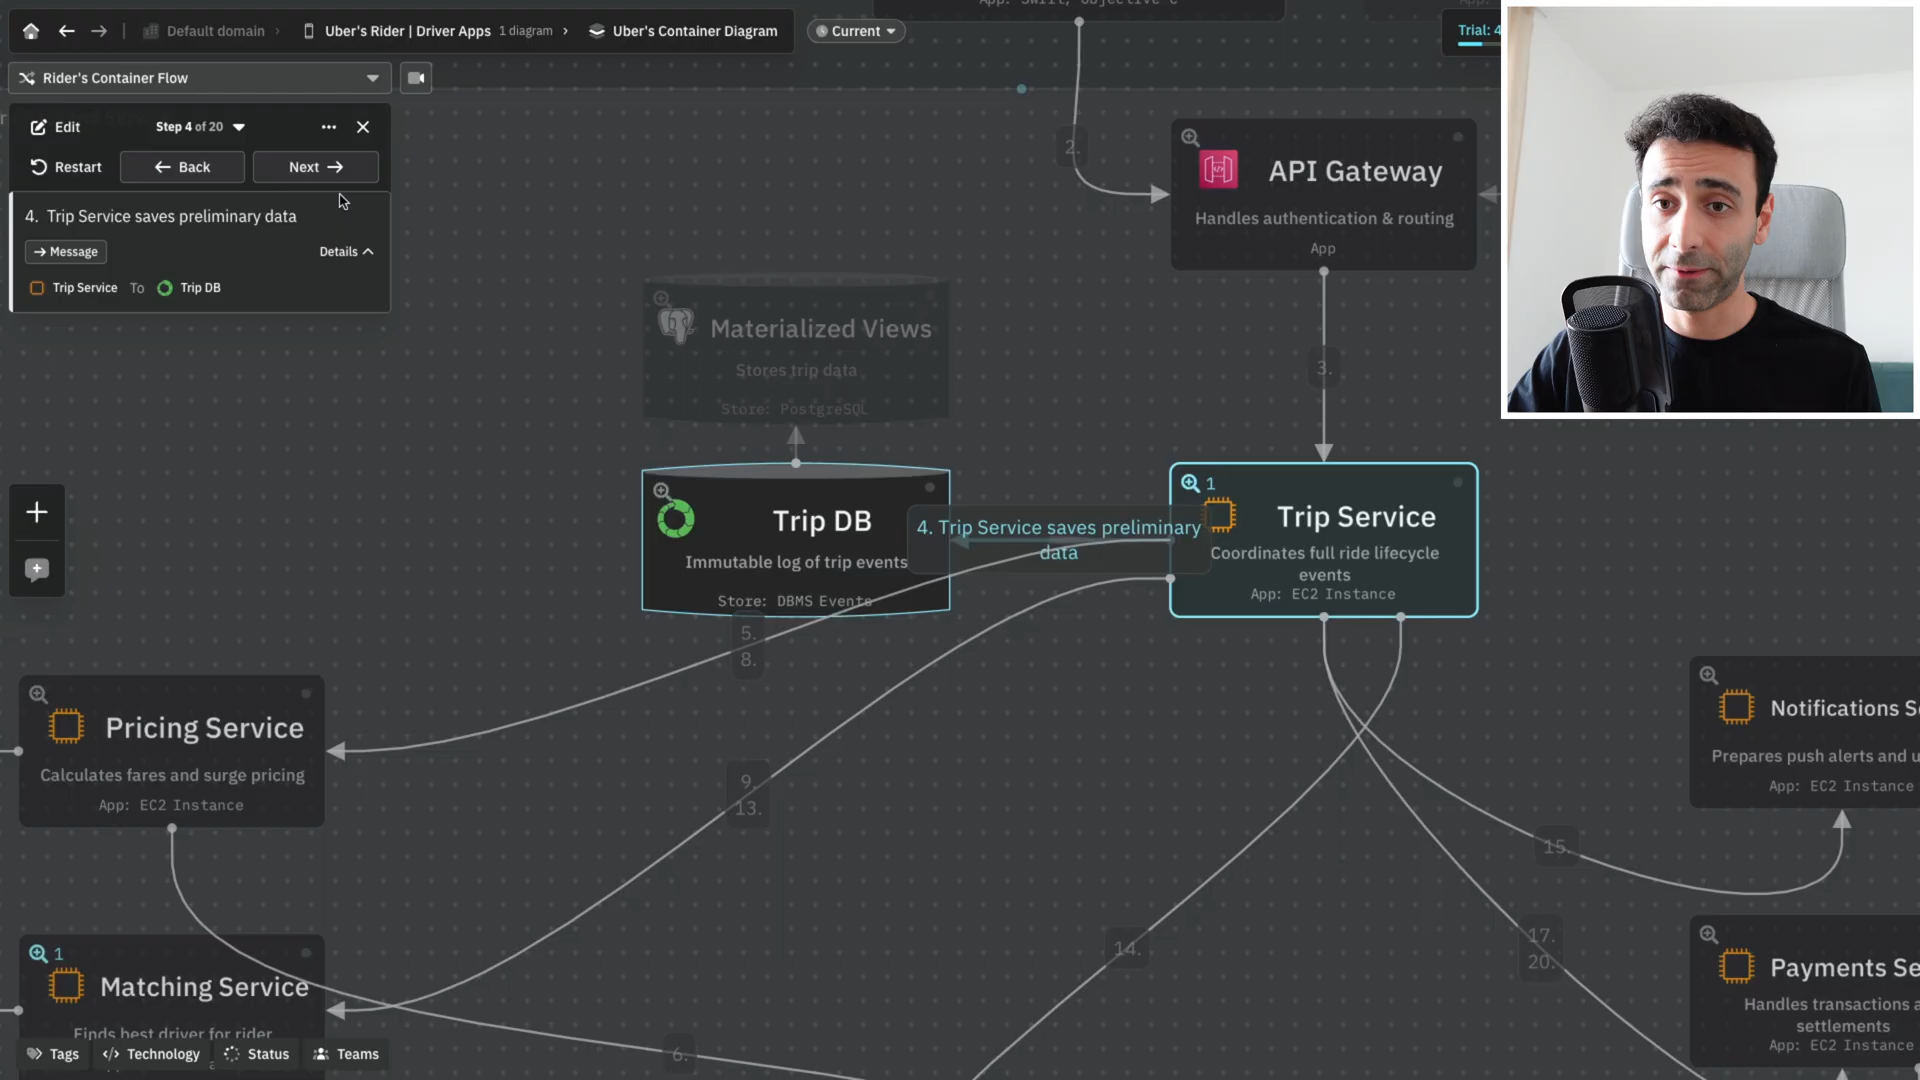 App: Swift, Objective C
Default domain
Uber's Rider | Driver Apps
1 diagram
Uber's Container Diagram
Current
Trial: 4
Rider's Container Flow
Edit
Step 4 of 20
Restart
Back
Next
4. Trip Service saves preliminary data
Message
Details
Trip Service To Trip DB
2.
API Gateway
Handles authentication & routing
App
3.
Materialized Views
Stores trip data
Store: PostgreSQL
Trip DB
Immutable log of trip events
Store: DBMS Events
4. Trip Service saves preliminary
data
1
Trip Service
Coordinates full ride lifecycle
events
App: EC2 Instance
5.
8.
Pricing Service
Calculates fares and surge pricing
App: EC2 Instance
9.
13.
Notifications S
Prepares push alerts and u
App: EC2 Instance
15.
14.
17.
20.
1
Matching Service
Finds best driver for rider
Payments Se
Handles transactions a
settlements
App: EC2 Instance
6.
Tags
Technology
Status
Teams